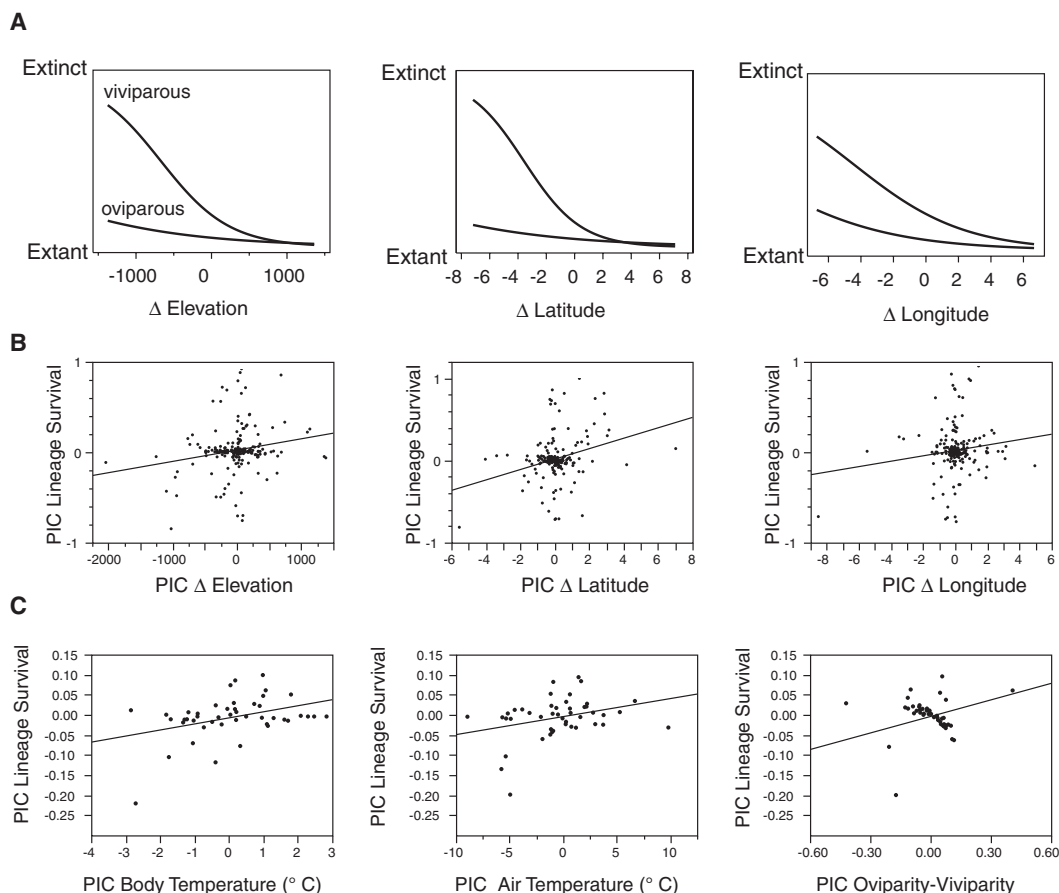 A
Extinct
viviparous
oviparous
Extant
-1000 0 1000
Δ Elevation
Extinct
Extant
-8 -6 -4 -2 0 2 4 6 8
Δ Latitude
Extinct
Extant
-6 -4 -2 0 2 4 6
Δ Longitude
B
PIC Lineage Survival
1
0
-1
-2000 -1000 0 1000
PIC Δ Elevation
PIC Lineage Survival
1
0
-1
-6 -4 -2 0 2 4 6 8
PIC Δ Latitude
PIC Lineage Survival
1
0
-1
-8 -6 -4 -2 0 2 4 6
PIC Δ Longitude
C
PIC Lineage Survival
0.15
0.10
0.05
0.00
-0.05
-0.10
-0.15
-0.20
-0.25
-4 -3 -2 -1 0 1 2 3
PIC Body Temperature (° C)
PIC Lineage Survival
0.15
0.10
0.05
0.00
-0.05
-0.10
-0.15
-0.20
-0.25
-10 -5 0 5 10
PIC Air Temperature (° C)
PIC Lineage Survival
0.15
0.10
0.05
0.00
-0.05
-0.10
-0.15
-0.20
-0.25
-0.60 -0.30 0.00 0.30 0.60
PIC Oviparity-Viviparity